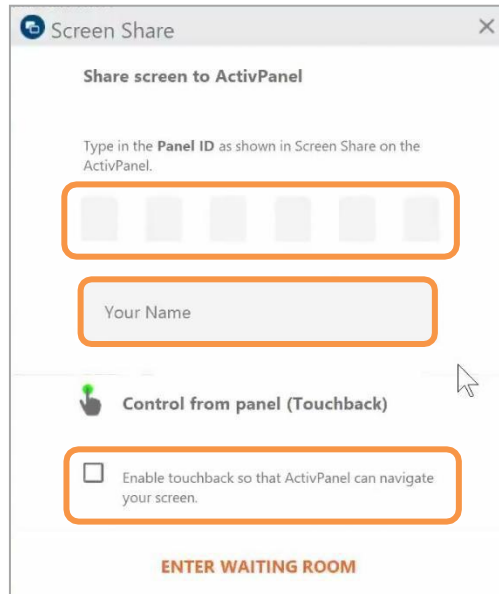 Screen Share
Share screen to ActivPanel
Type in the Panel ID as shown in Screen Share on the
ActivPanel.
Your Name
Control from panel (Touchback)
Enable touchback so that ActivPanel can navigate
your screen.
ENTER WAITING ROOM